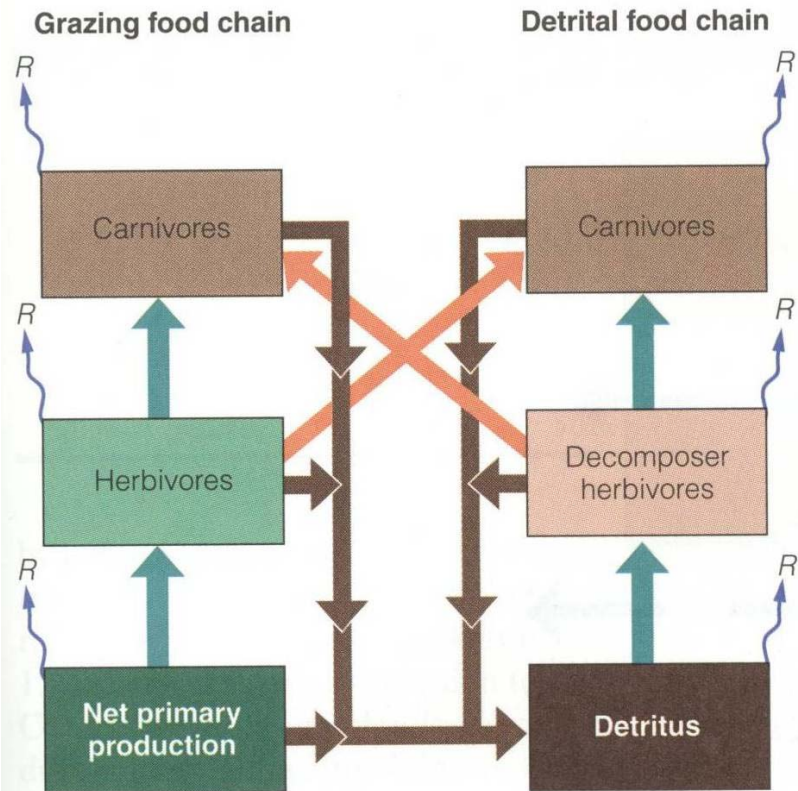 Grazing food chain
Detrital food chain
R
R
Carnivores
Carnivores
R
R
Herbivores
Decomposer
herbivores
R
R
Net primary
production
Detritus